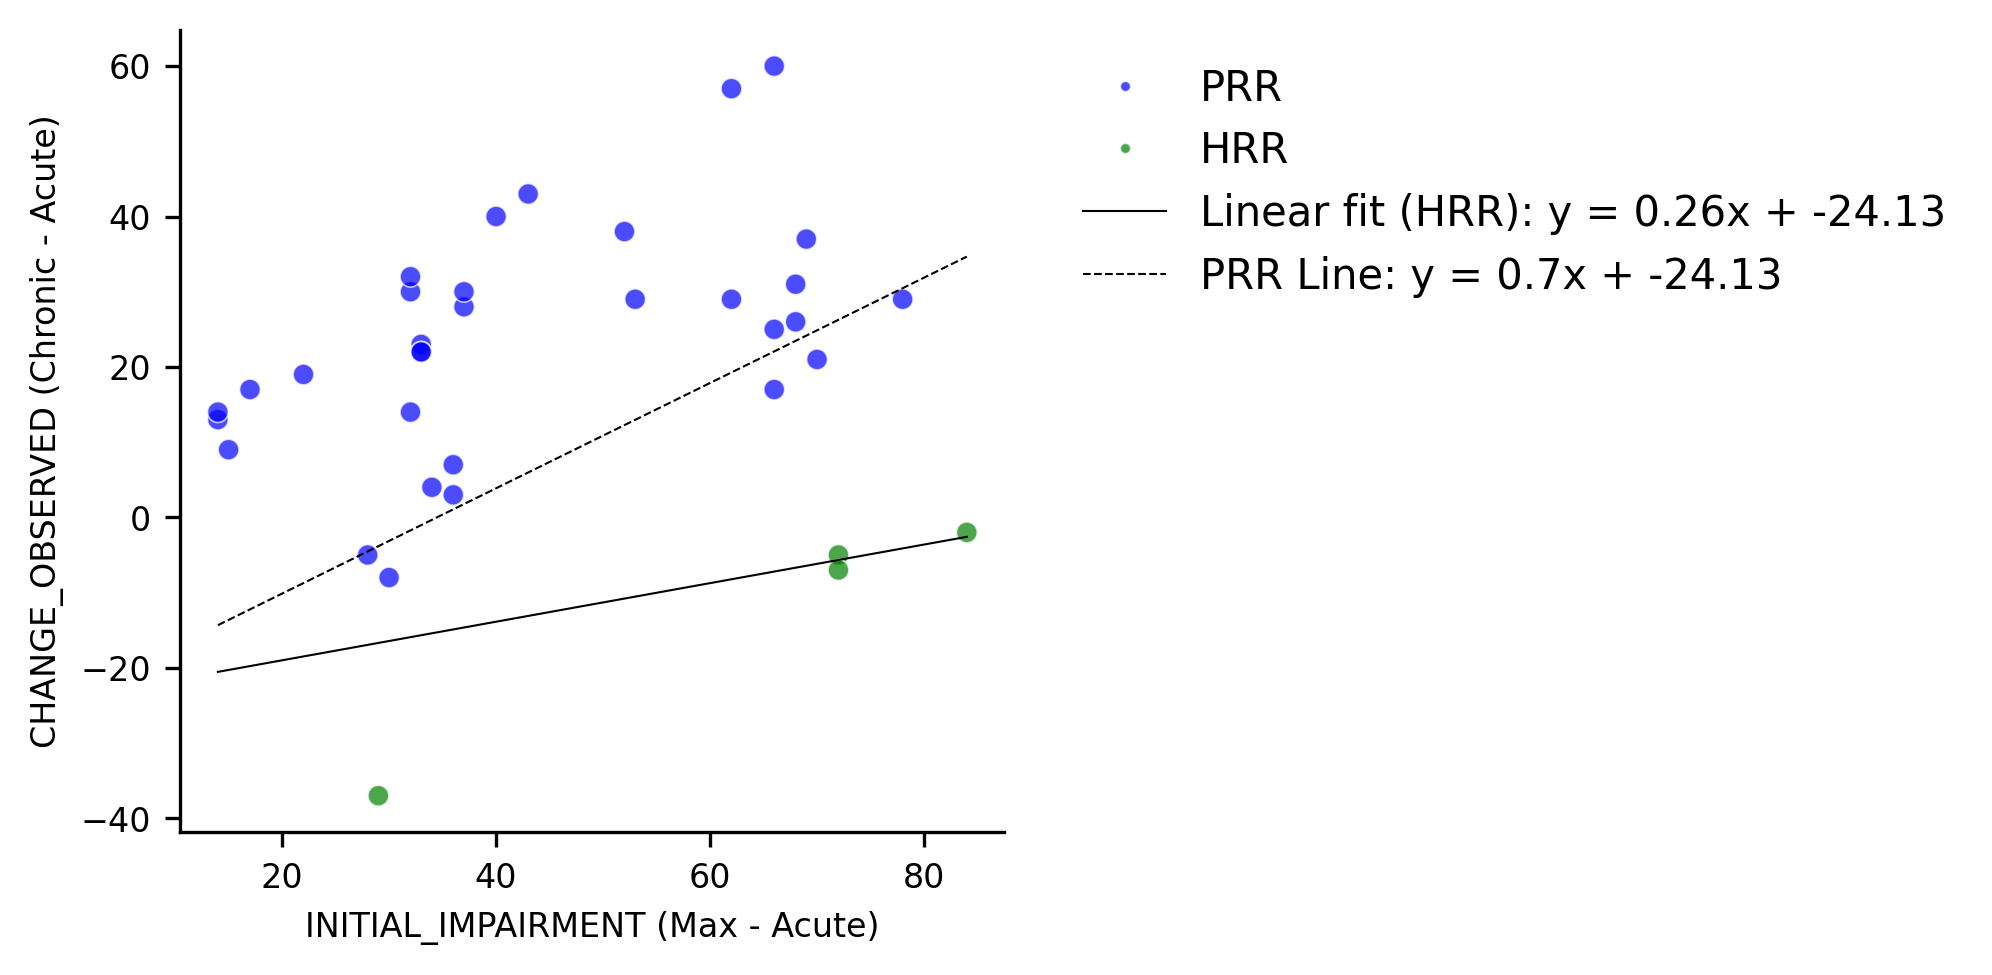 60
40
20
0
−20
−40
20 40 60 80
CHANGE_OBSERVED (Chronic - Acute)
INITIAL_IMPAIRMENT (Max - Acute)
PRR
HRR
Linear fit (HRR): y = 0.26x + -24.13
PRR Line: y = 0.7x + -24.13